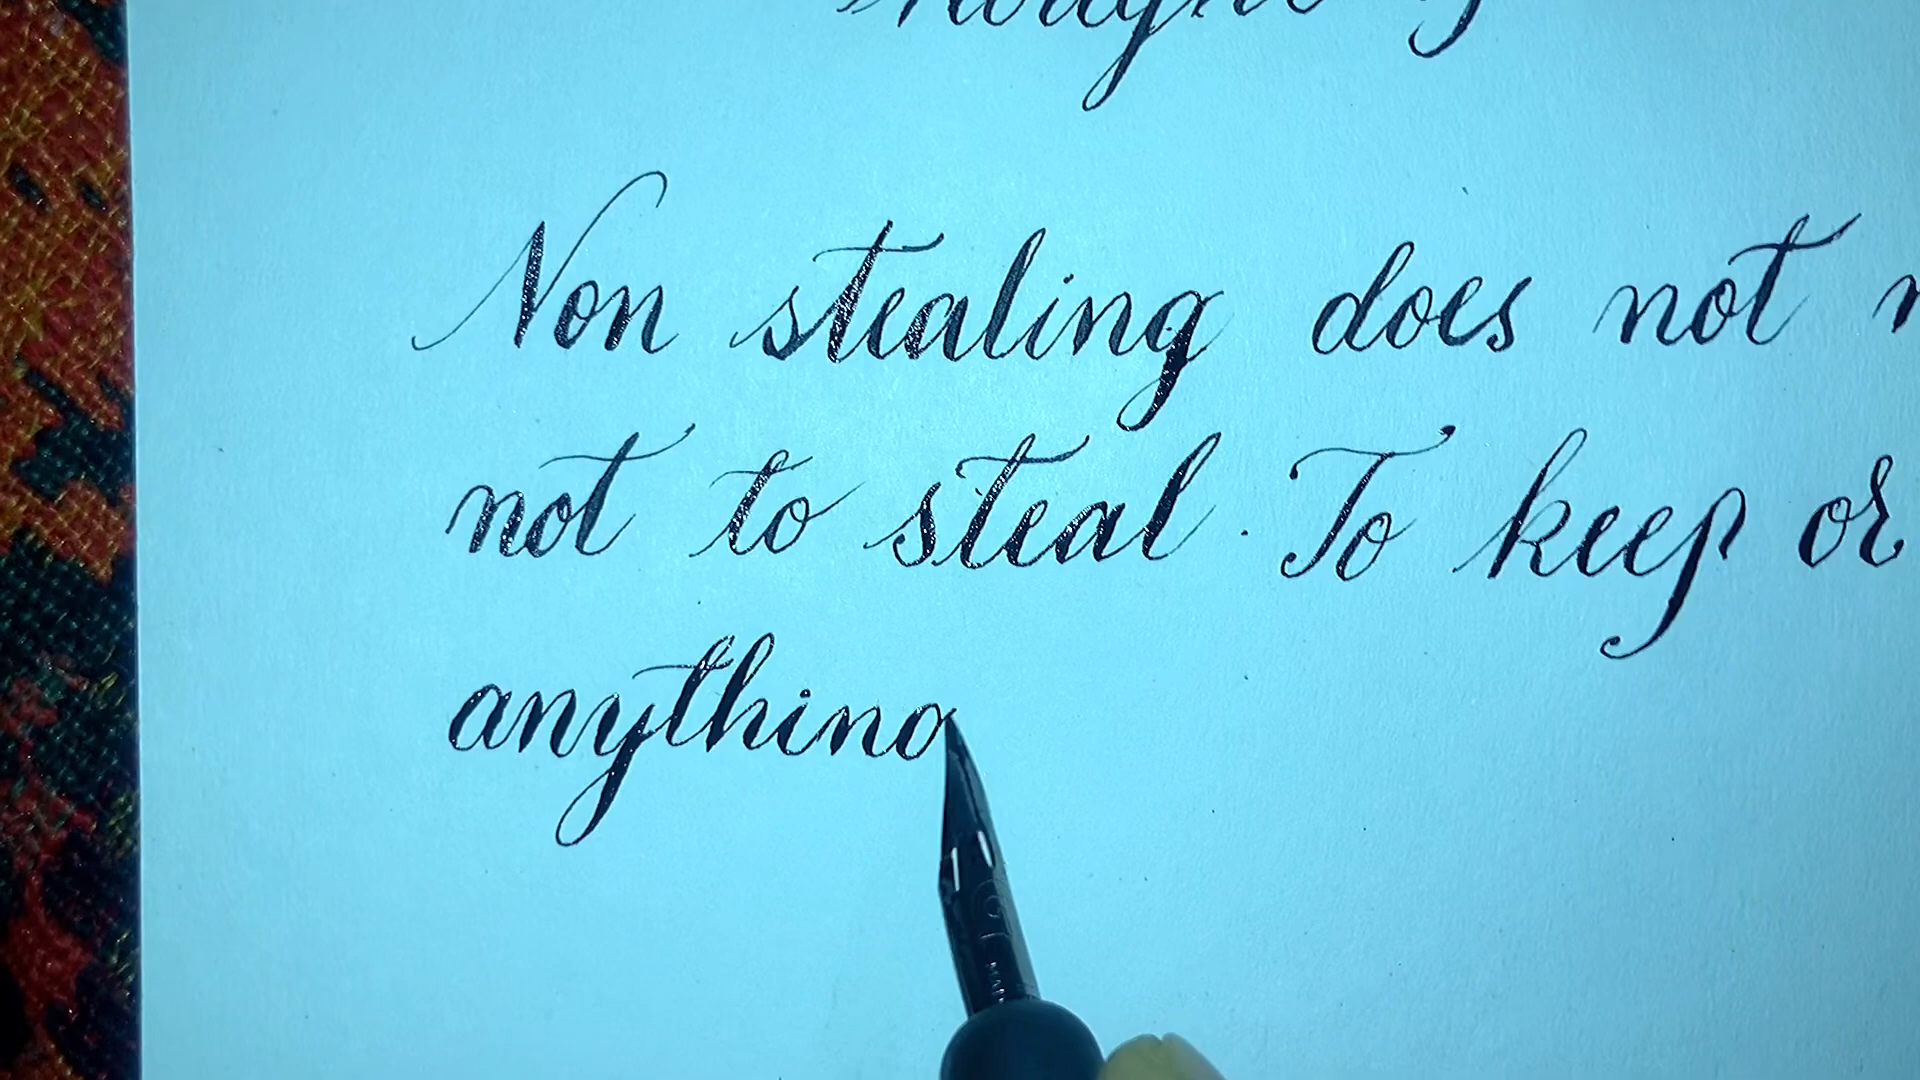 Non stealing does not
not to steal. To keep or
anything